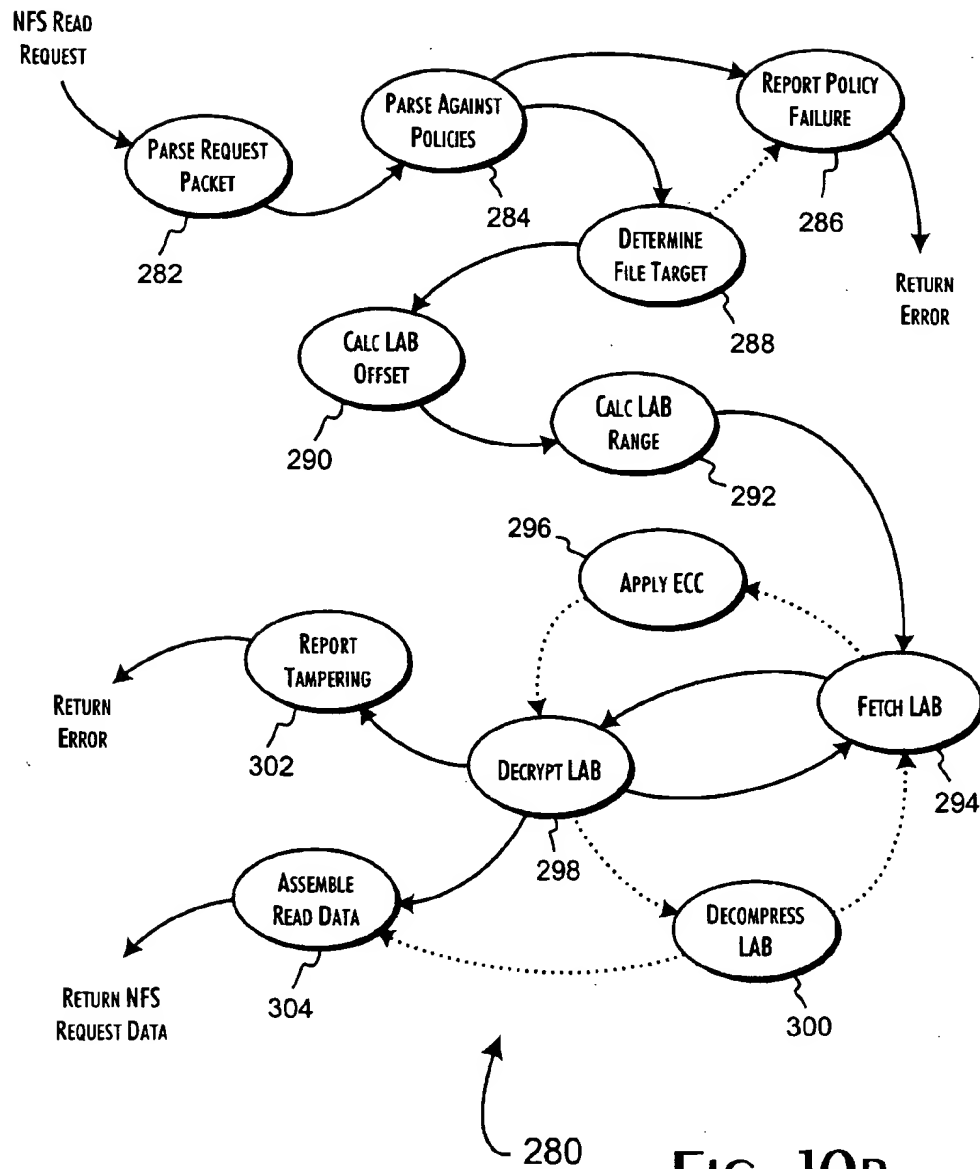 NFS READ
REQUEST
PARSE REQUEST
PACKET
282
PARSE AGAINST
POLICIES
284
REPORT POLICY
FAILURE
286
RETURN
ERROR
DETERMINE
FILE TARGET
288
CALC LAB
OFFSET
290
CALC LAB
RANGE
292
296
APPLY ECC
FETCH LAB
294
REPORT
TAMPERING
302
RETURN
ERROR
DECRYPT LAB
298
ASSEMBLE
READ DATA
304
DECOMPRESS
LAB
300
RETURN NFS
REQUEST DATA
280
FIG. 10B